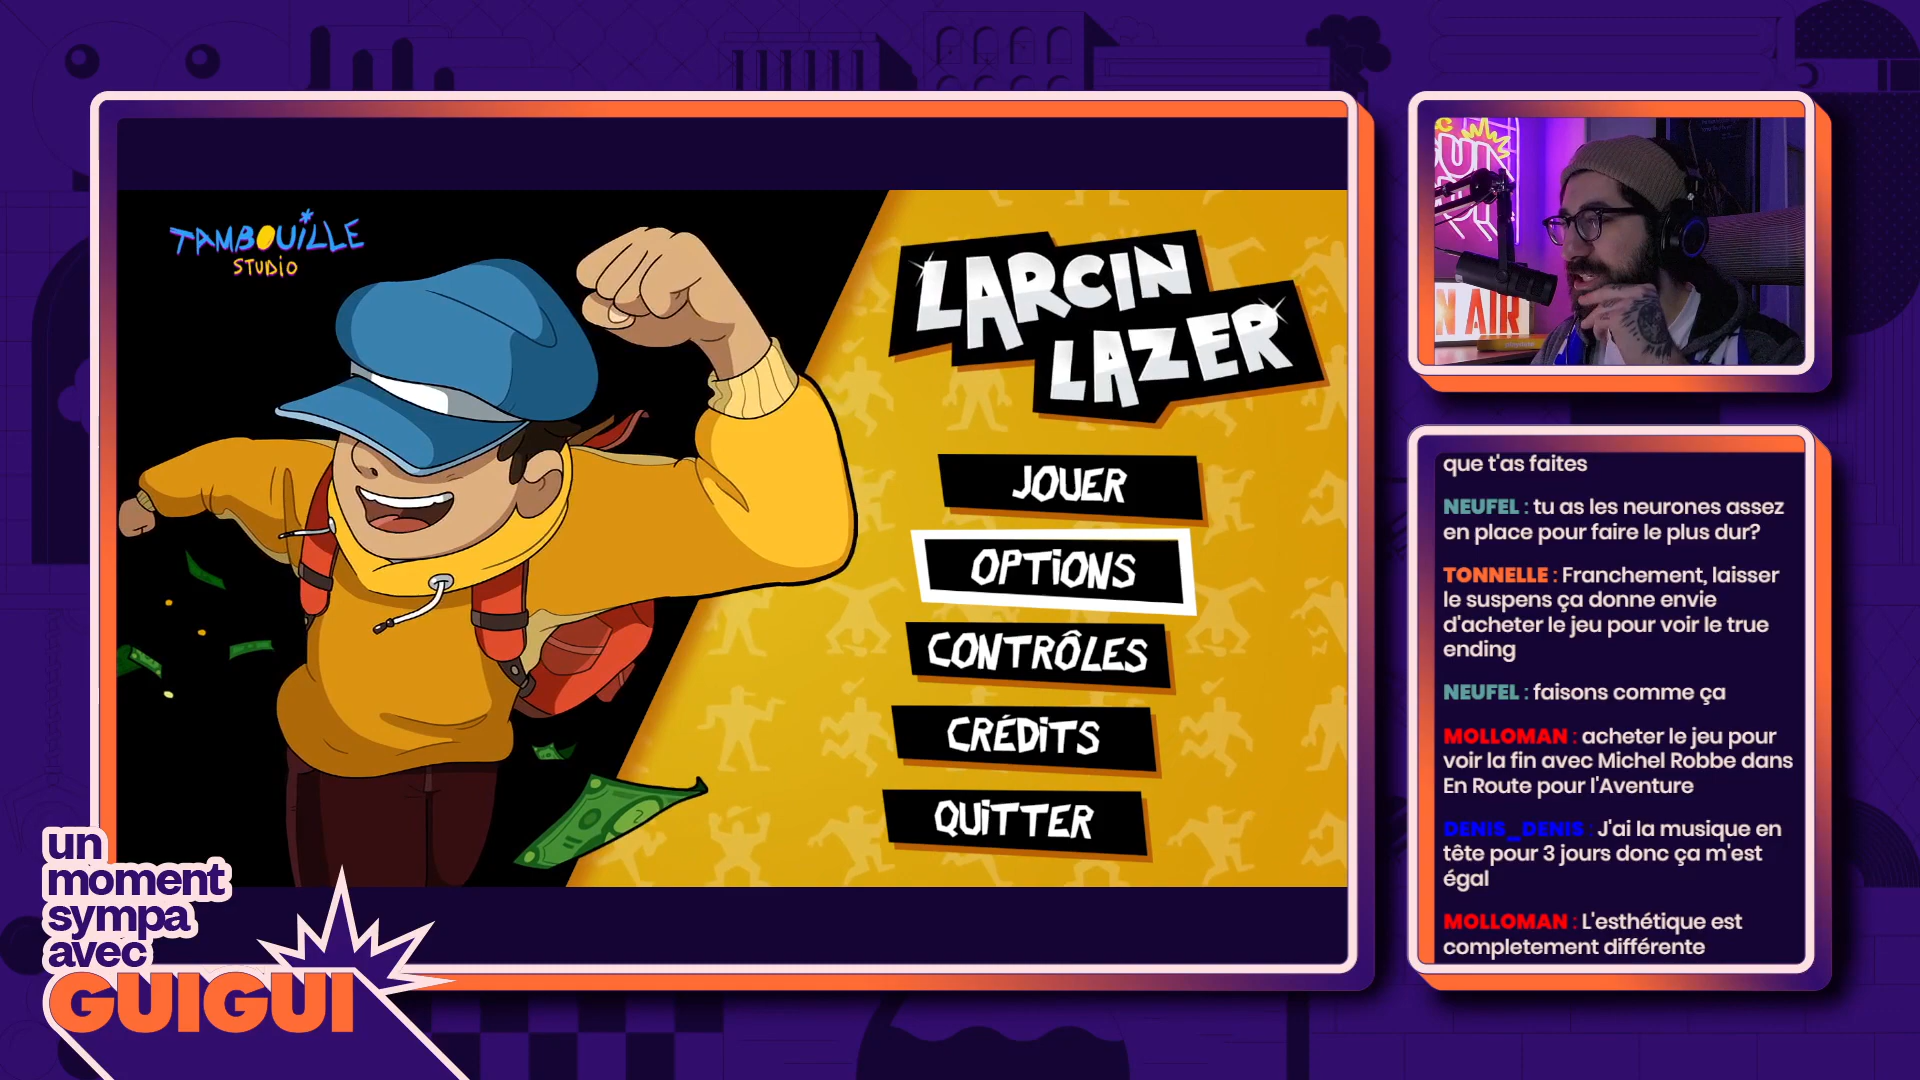 TAMBOUILLE
STUDIO
LARCIN
LAZER
JOUER
OPTIONS
CONTRÔLES
CRÉDITS
QUITTER
un
moment
sympa
avec
GUIGUI
N AIR
que t'as faites
NEUFEL : tu as les neurones assez
en place pour faire le plus dur?
TONNELLE : Franchement, laisser
le suspens ça donne envie
d'acheter le jeu pour voir le true
ending
NEUFEL : faisons comme ça
MOLLOMAN : acheter le jeu pour
voir la fin avec Michel Robbe dans
En Route pour l'Aventure
DENIS_DENIS : J'ai la musique en
tête pour 3 jours donc ça m'est
égal
MOLLOMAN : L'esthétique est
completement différente